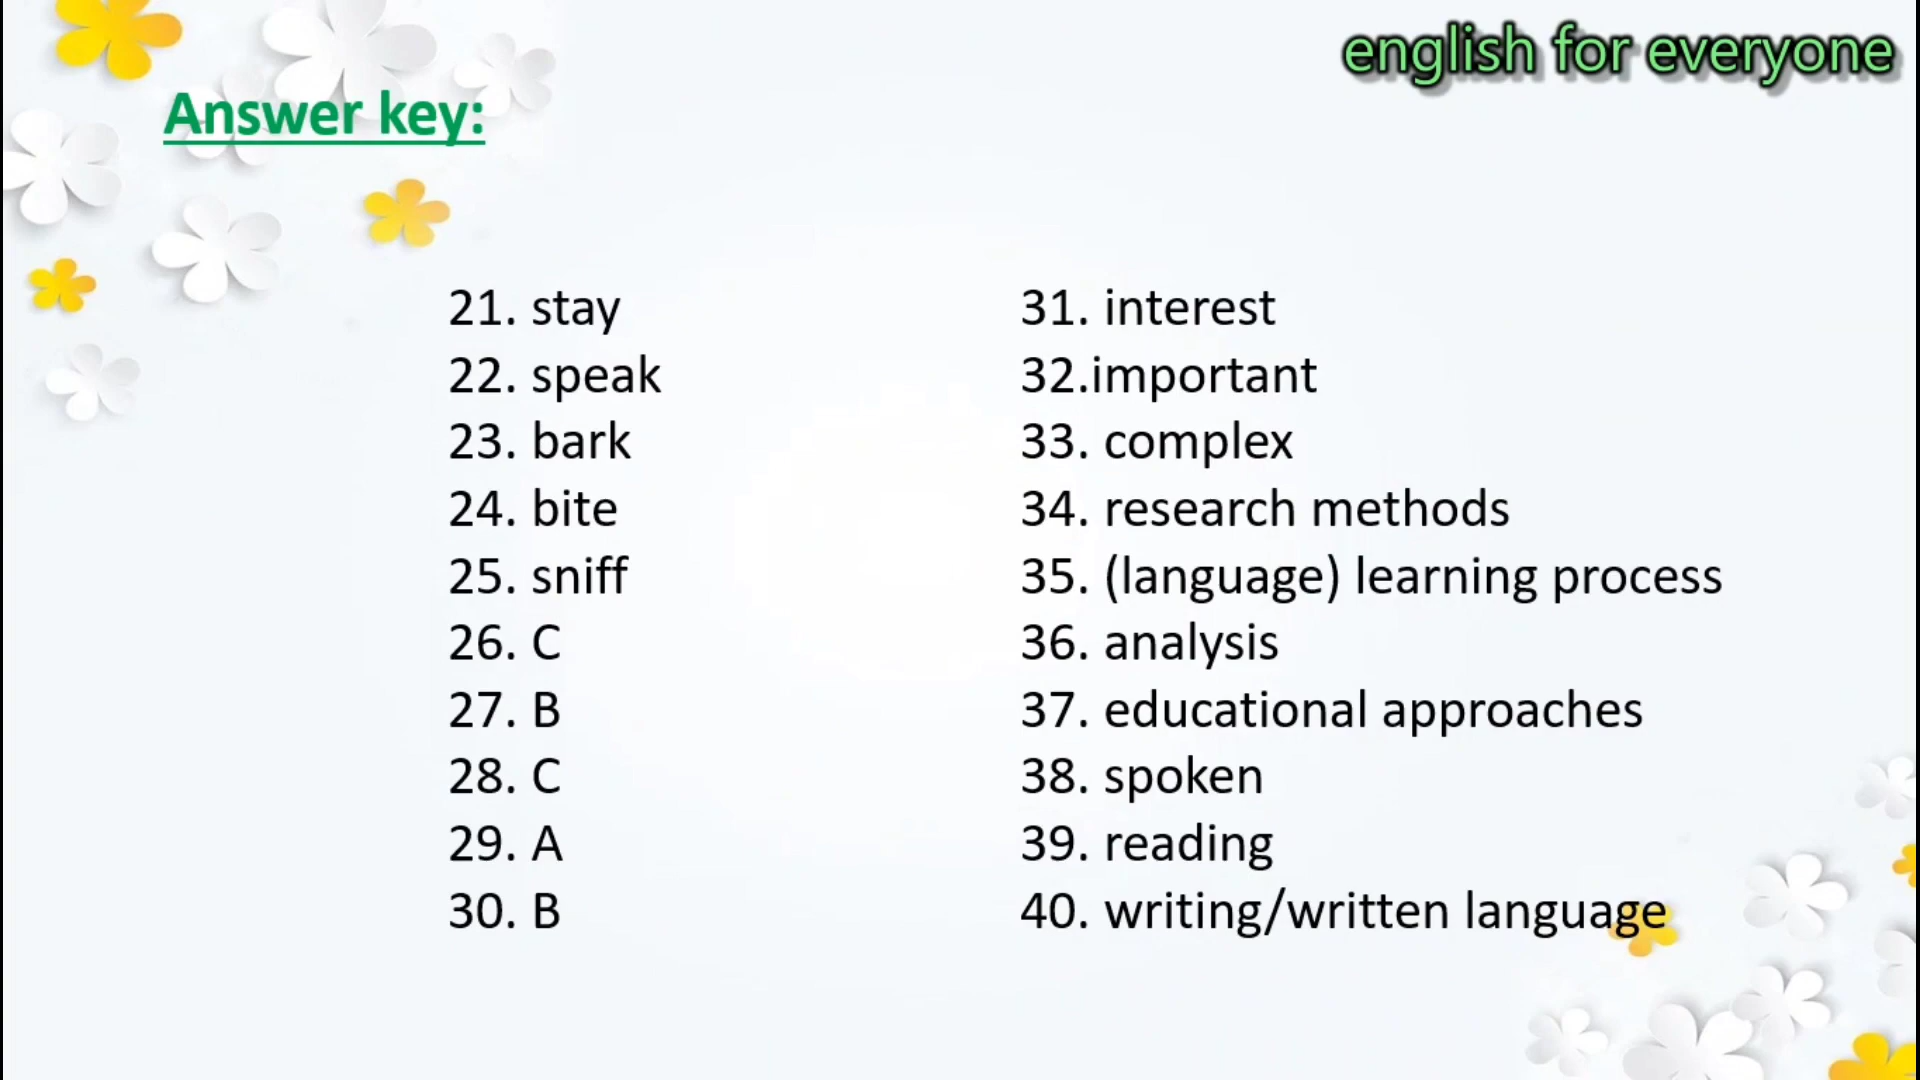 english for everyone
Answer key:
21. stay
22. speak
23. bark
24. bite
25. sniff
26. C
27. B
28. C
29. A
30. B
31. interest
32.important
33. complex
34. research methods
35. (language) learning process
36. analysis
37. educational approaches
38. spoken
39. reading
40. writing/written language